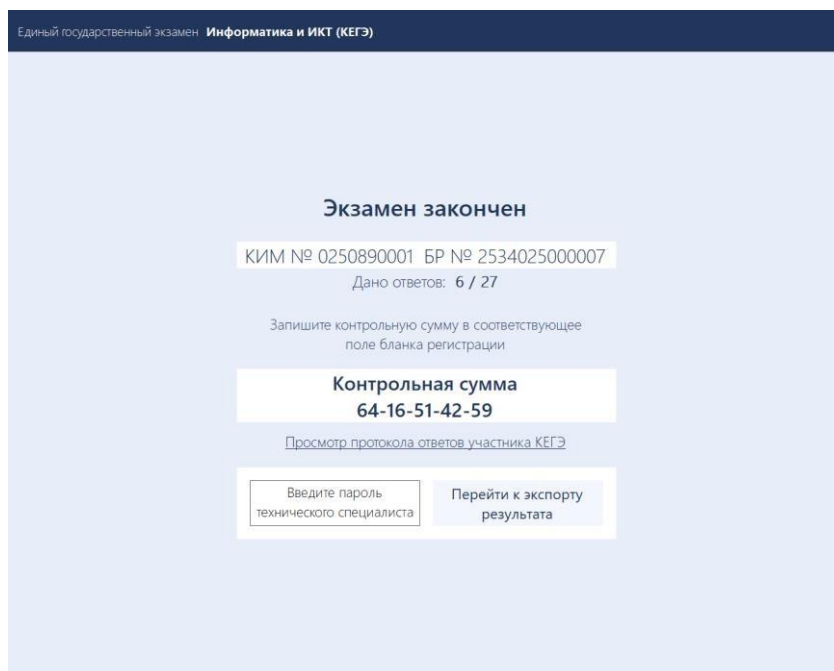 Единый государственный экзамен Информатика и ИКТ (КЕГЭ)
Экзамен закончен
КИМ № 0250890001 БР № 2534025000007
Дано ответов: 6 / 27
Запишите контрольную сумму в соответствующее
поле бланка регистрации
Контрольная сумма
64-16-51-42-59
Просмотр протокола ответов участника КЕГЭ
Введите пароль
технического специалиста
Перейти к экспорту
результата